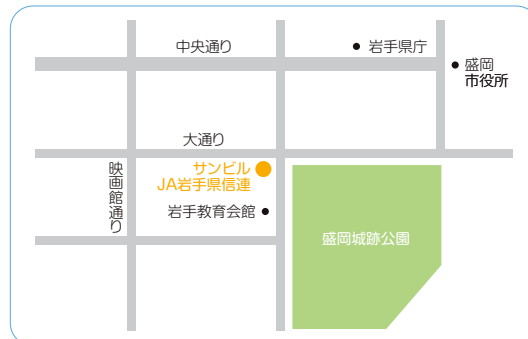 中央通り
岩手県庁
盛岡
市役所
大通り
サンビル
JA岩手県信連
映画館通り
岩手教育会館
盛岡城跡公園